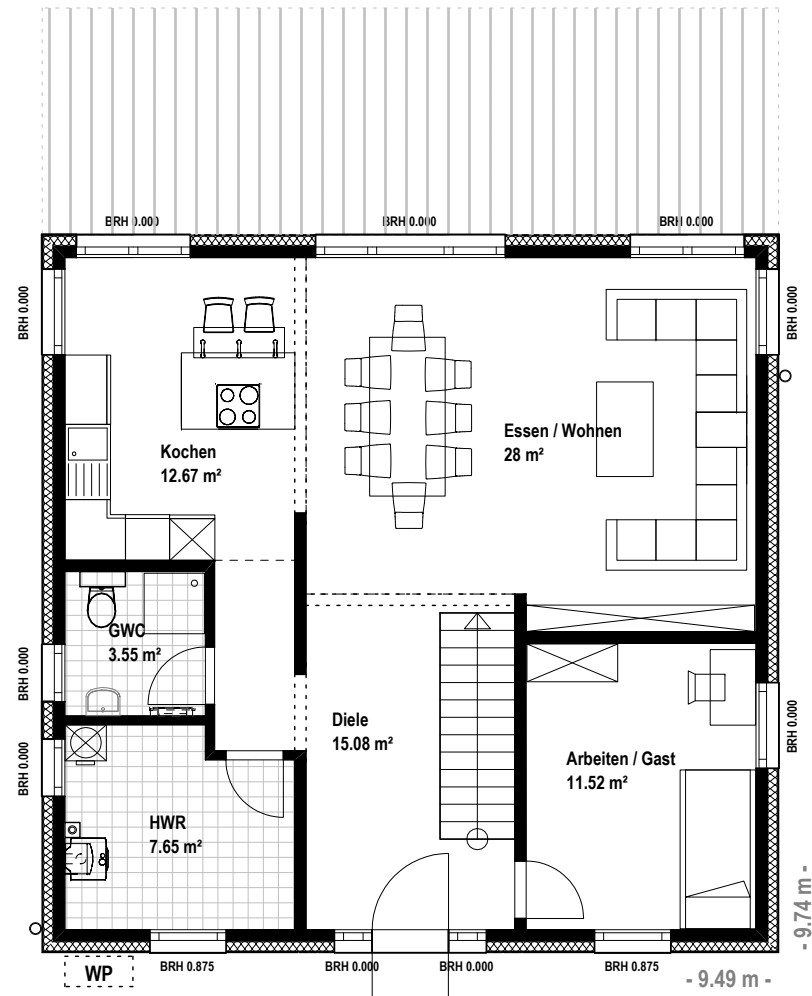 BRH 0.000
BRH 0.000
BRH 0.000
BRH 0.000
BRH 0.000
Kochen
12.67 m²
Essen / Wohnen
28 m²
GWC
3.55 m²
BRH 0.000
Diele
15.08 m²
BRH 0.000
Arbeiten / Gast
11.52 m²
BRH 0.000
HWR
7.65 m²
- 9.74 m -
WP
BRH 0.875
BRH 0.000
BRH 0.000
BRH 0.875
- 9.49 m -